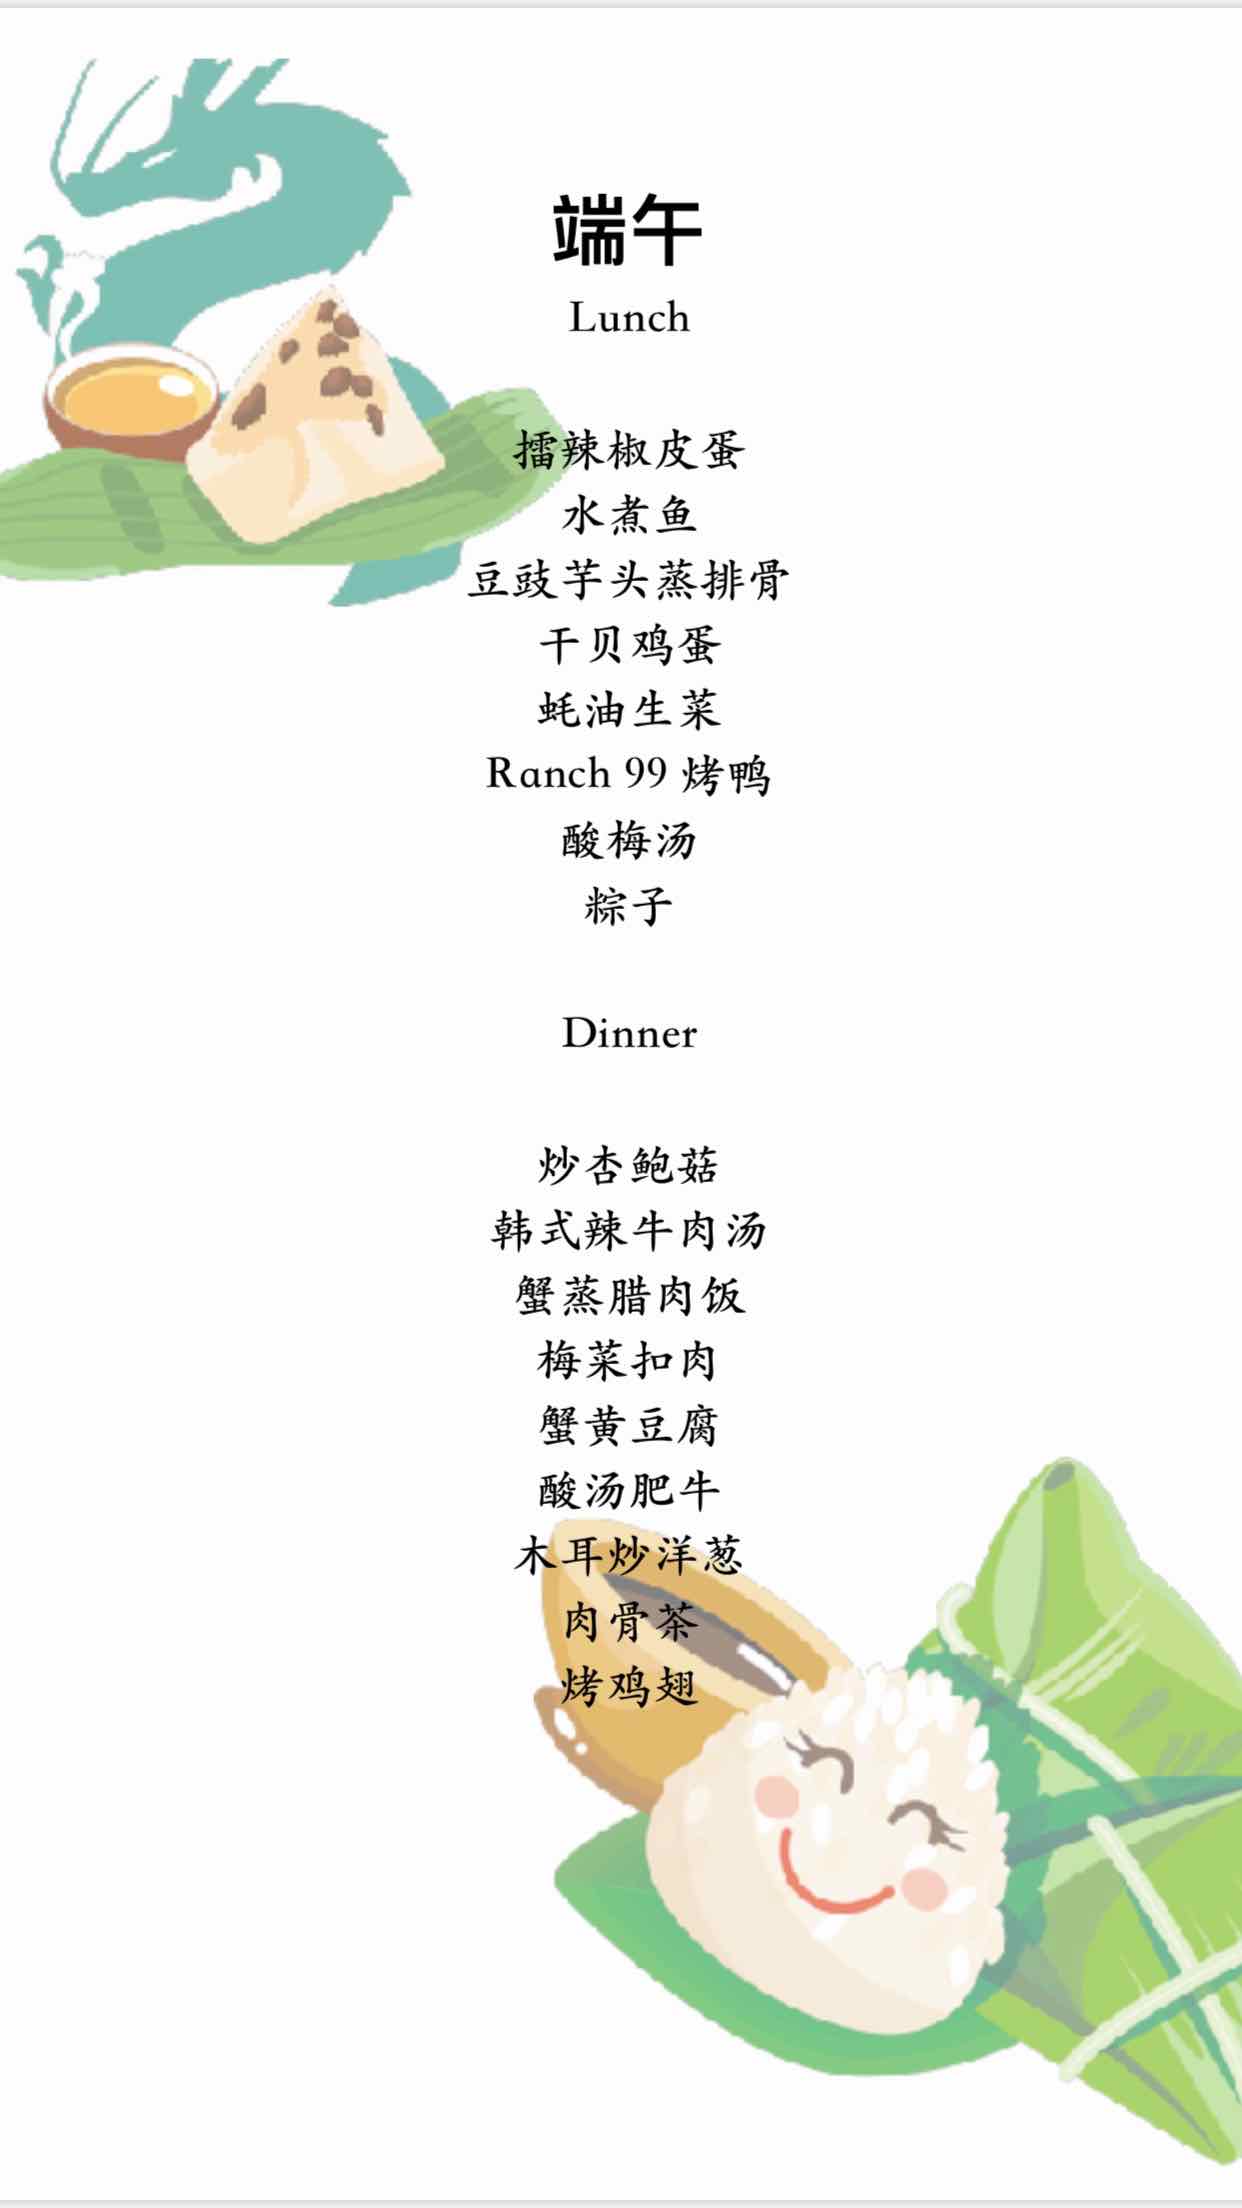 端午
Lunch
擂辣椒皮蛋
水煮鱼
豆豉芋头蒸排骨
干贝鸡蛋
蚝油生菜
Ranch 99 烤鸭
酸梅汤
粽子
Dinner
炒杏鲍菇
韩式辣牛肉汤
蟹蒸腊肉饭
梅菜扣肉
蟹黄豆腐
酸汤肥牛
木耳炒洋葱
肉骨茶
烤鸡翅